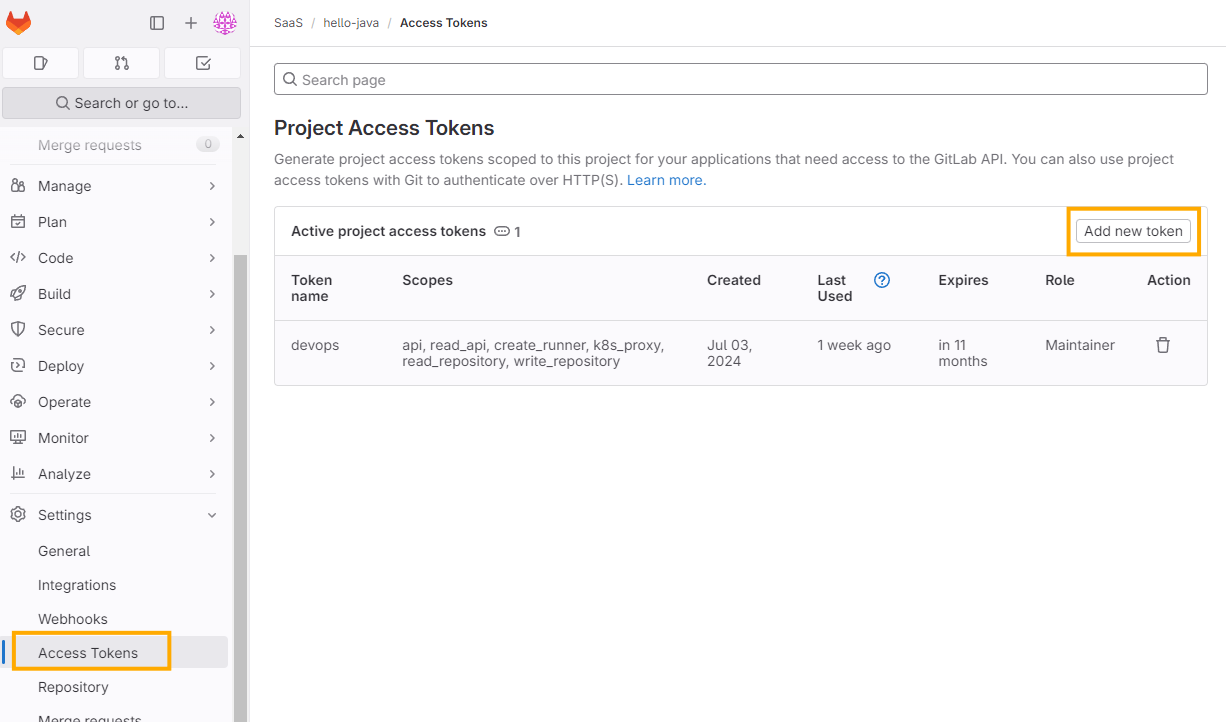 SaaS / hello-java / Access Tokens
Search or go to...
Merge requests 0
Manage
Plan
Code
Build
Secure
Deploy
Operate
Monitor
Analyze
Settings
General
Integrations
Webhooks
Access Tokens
Repository
Merge requests
Search page
Project Access Tokens
Generate project access tokens scoped to this project for your applications that need access to the GitLab API. You can also use project
access tokens with Git to authenticate over HTTP(S). Learn more.
Active project access tokens 1
Add new token
Token
name
Scopes
Created
Last
Used
?
Expires
Role
Action
devops
api, read_api, create_runner, k8s_proxy,
read_repository, write_repository
Jul 03,
2024
1 week ago
in 11
months
Maintainer